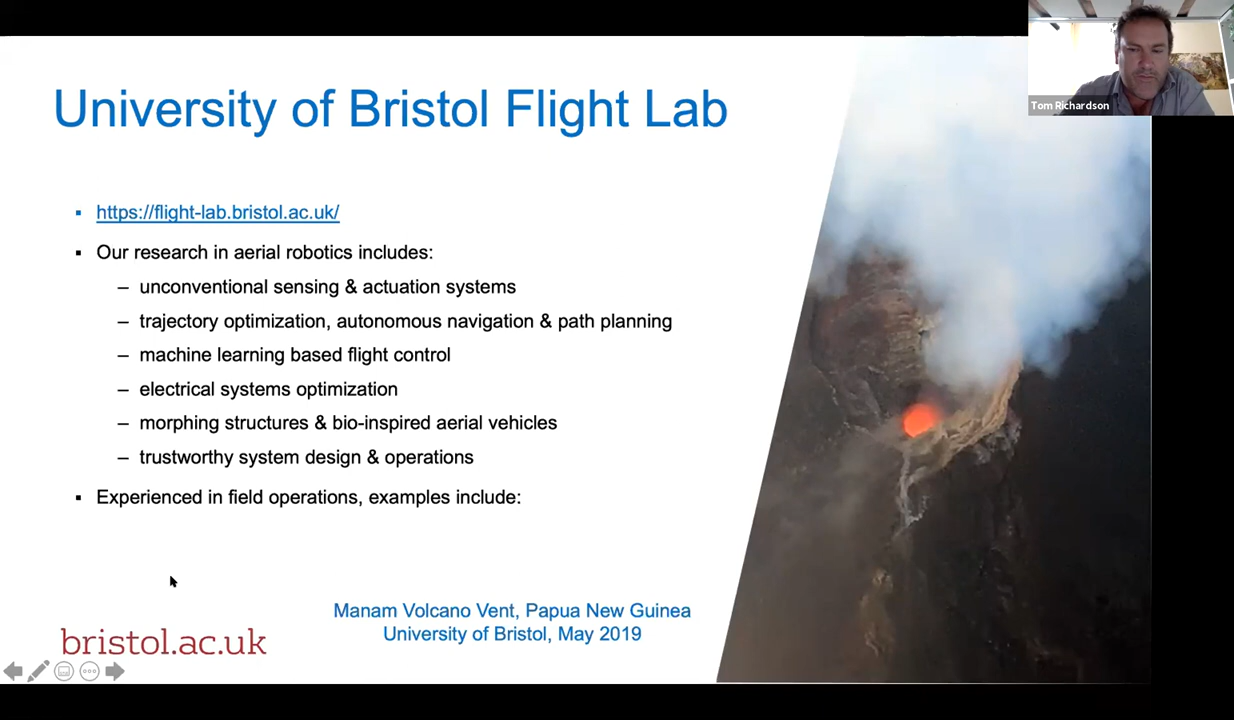 University of Bristol Flight Lab
Tom Richardson
https://flight-lab.bristol.ac.uk/
Our research in aerial robotics includes:
– unconventional sensing & actuation systems
– trajectory optimization, autonomous navigation & path planning
– machine learning based flight control
– electrical systems optimization
– morphing structures & bio-inspired aerial vehicles
– trustworthy system design & operations
Experienced in field operations, examples include:
Manam Volcano Vent, Papua New Guinea
University of Bristol, May 2019
bristol.ac.uk